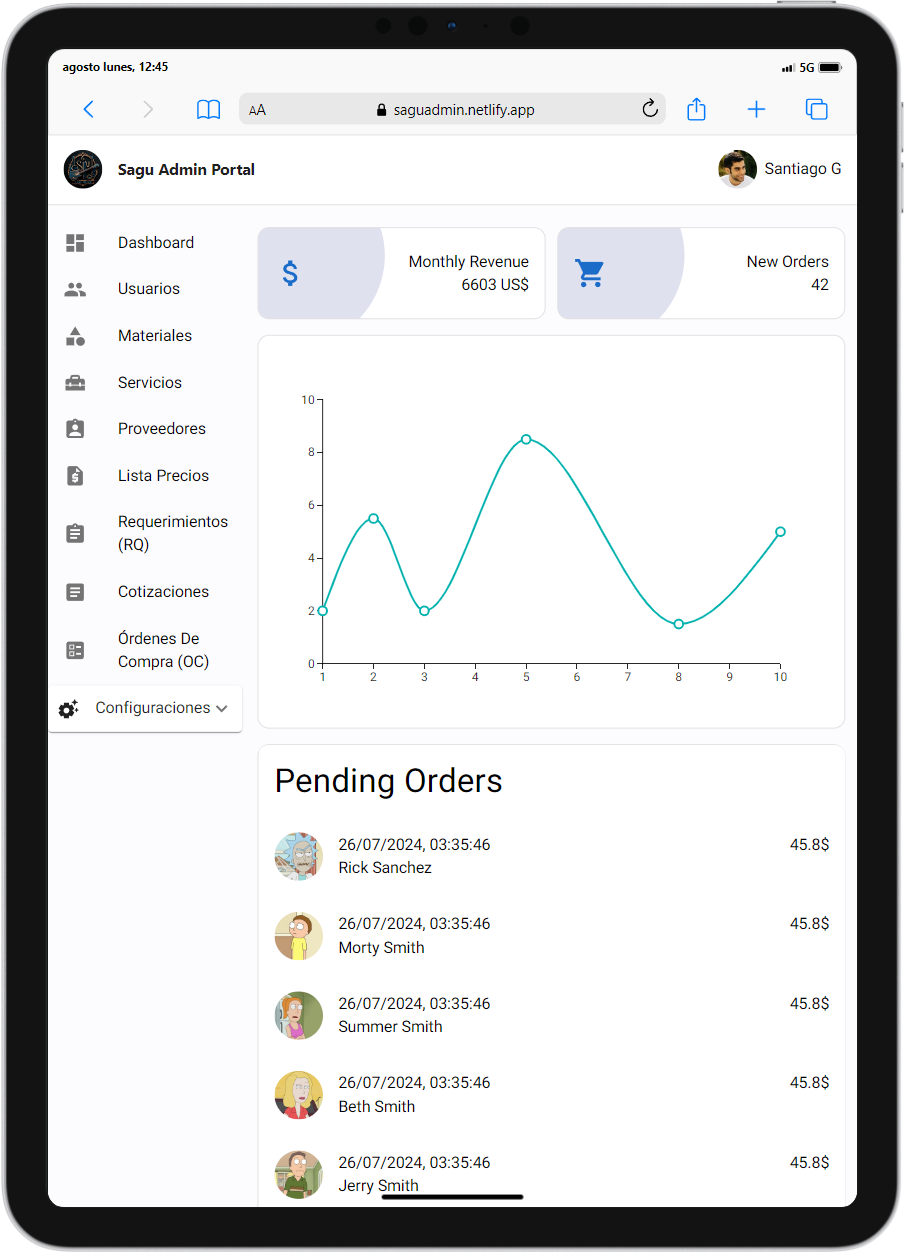 agosto lunes, 12:45
5G
AA
saguadmin.netlify.app
Sagu Admin Portal
Santiago G
Dashboard
Usuarios
Materiales
Servicios
Proveedores
Lista Precios
Requerimientos
(RQ)
Cotizaciones
Órdenes De
Compra (OC)
Configuraciones
$
Monthly Revenue
6603 US$
New Orders
42
10
8
6
4
2
0
1 2 3 4 5 6 7 8 9 10
Pending Orders
26/07/2024, 03:35:46 45.8$
Rick Sanchez
26/07/2024, 03:35:46 45.8$
Morty Smith
26/07/2024, 03:35:46 45.8$
Summer Smith
26/07/2024, 03:35:46 45.8$
Beth Smith
26/07/2024, 03:35:46 45.8$
Jerry Smith